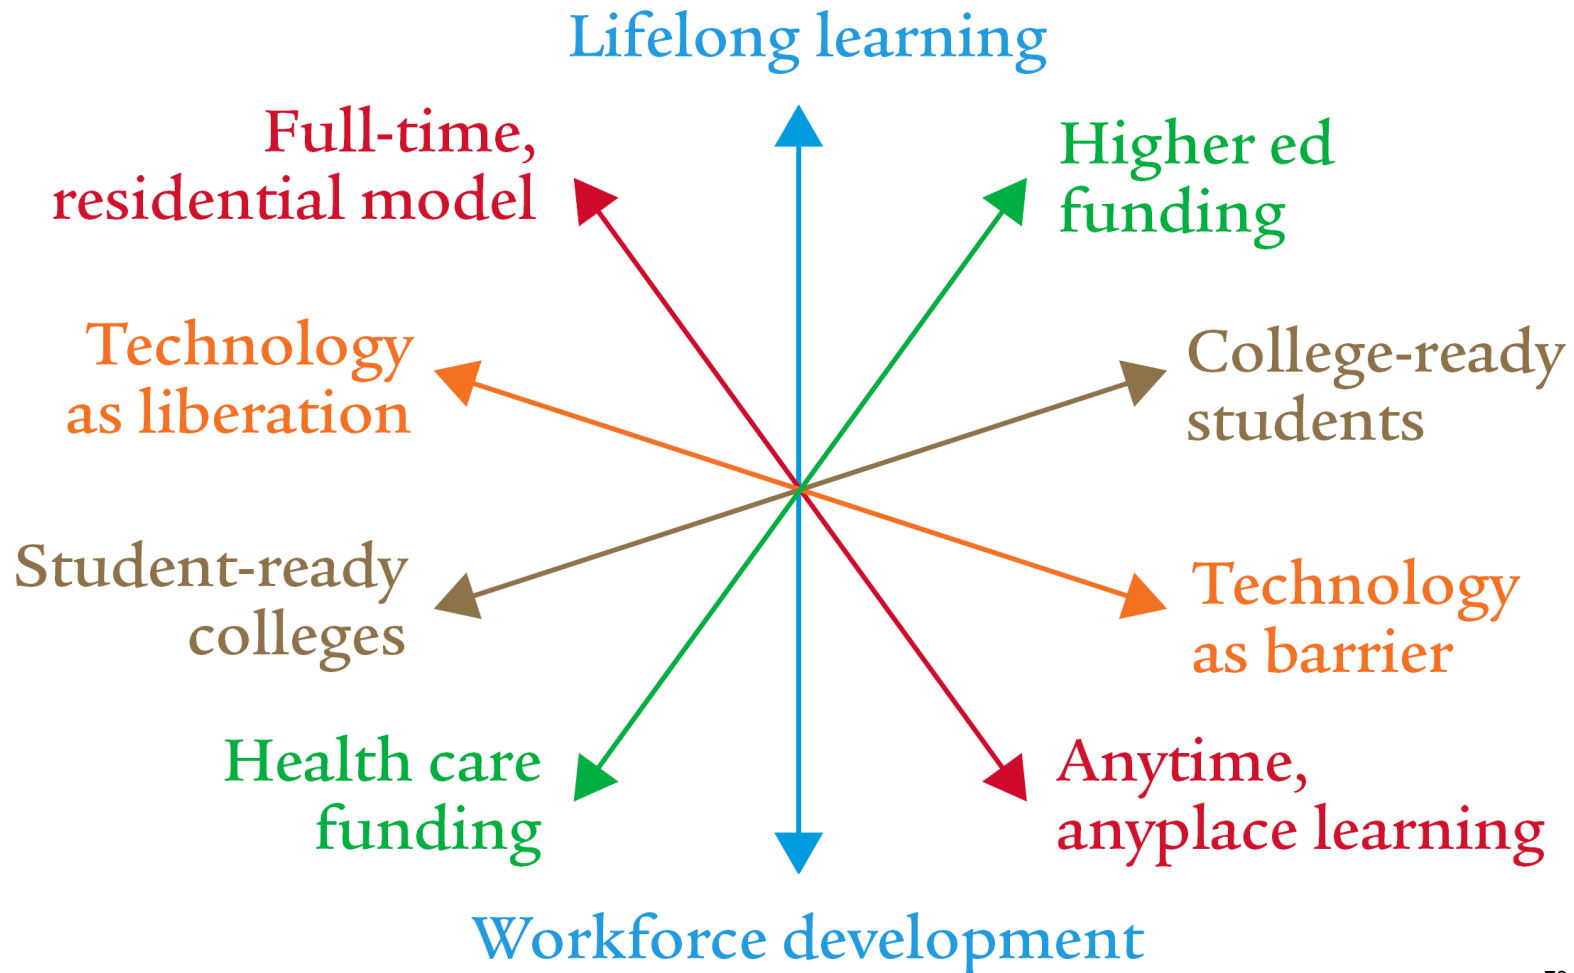 Lifelong learning
Full-time,
residential model
Higher ed
funding
Technology
as liberation
College-ready
students
Student-ready
colleges
Technology
as barrier
Health care
funding
Anytime,
anyplace learning
Workforce development